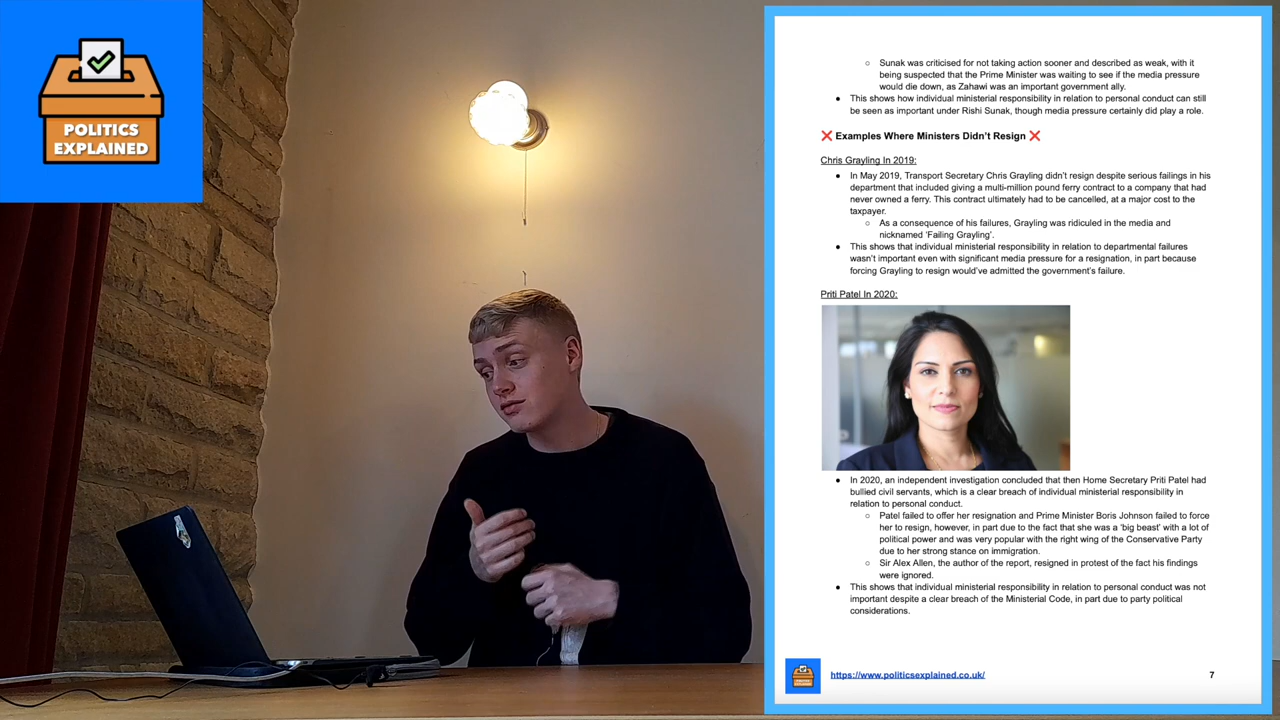 POLITICS
EXPLAINED
○ Sunak was criticised for not taking action sooner and described as weak, with it
being suspected that the Prime Minister was waiting to see if the media pressure
would die down, as Zahawi was an important government ally.
● This shows how individual ministerial responsibility in relation to personal conduct can still
be seen as important under Rishi Sunak, though media pressure certainly did play a role.
❌ Examples Where Ministers Didn't Resign ❌
Chris Grayling In 2019:
● In May 2019, Transport Secretary Chris Grayling didn't resign despite serious failings in his
department that included giving a multi-million pound ferry contract to a company that had
never owned a ferry. This contract ultimately had to be cancelled, at a major cost to the
taxpayer.
○ As a consequence of his failures, Grayling was ridiculed in the media and
nicknamed 'Failing Grayling'.
● This shows that individual ministerial responsibility in relation to departmental failures
wasn't important even with significant media pressure for a resignation, in part because
forcing Grayling to resign would've admitted the government's failure.
Priti Patel In 2020:
● In 2020, an independent investigation concluded that then Home Secretary Priti Patel had
bullied civil servants, which is a clear breach of individual ministerial responsibility in
relation to personal conduct.
○ Patel failed to offer her resignation and Prime Minister Boris Johnson failed to force
her to resign, however, in part due to the fact that she was a 'big beast' with a lot of
political power and was very popular with the right wing of the Conservative Party
due to her strong stance on immigration.
○ Sir Alex Allen, the author of the report, resigned in protest of the fact his findings
were ignored.
● This shows that individual ministerial responsibility in relation to personal conduct was not
important despite a clear breach of the Ministerial Code, in part due to party political
considerations.
https://www.politicsexplained.co.uk/
7